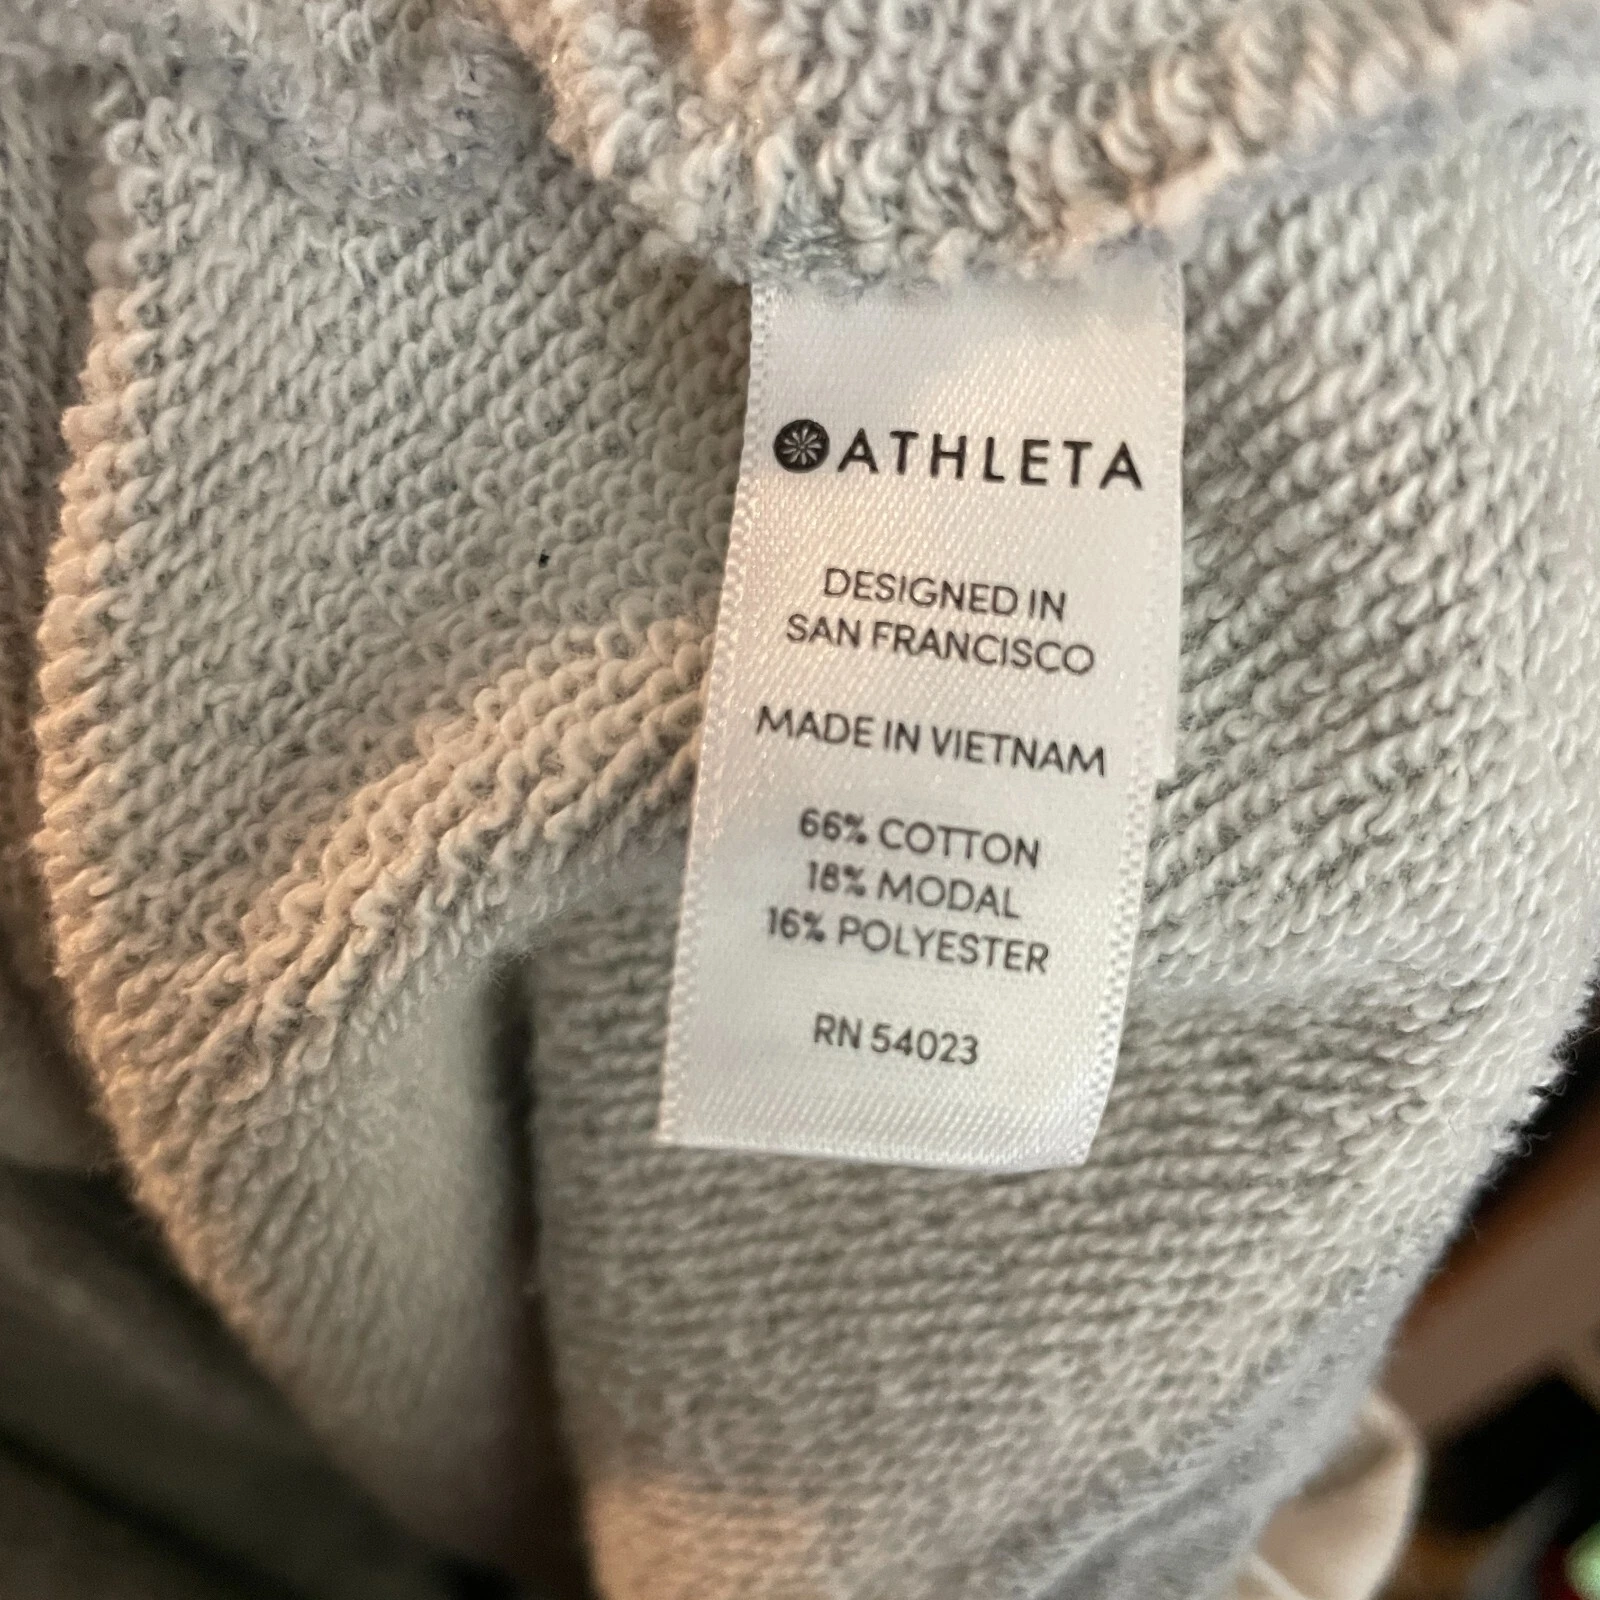 ATHLETA
DESIGNED IN
SAN FRANCISCO
MADE IN VIETNAM
66% COTTON
18% MODAL
16% POLYESTER
RN 54023